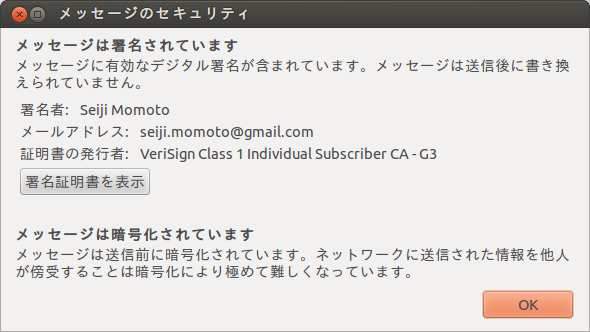 メッセージのセキュリティ
メッセージは署名されています
メッセージに有効なデジタル署名が含まれています。メッセージは送信後に書き換
えられていません。
署名者: Seiji Momoto
メールアドレス: seiji.momoto@gmail.com
証明書の発行者: VeriSign Class 1 Individual Subscriber CA - G3
署名証明書を表示
メッセージは暗号化されています
メッセージは送信前に暗号化されています。ネットワークに送信された情報を他人
が傍受することは暗号化により極めて難しくなっています。
OK